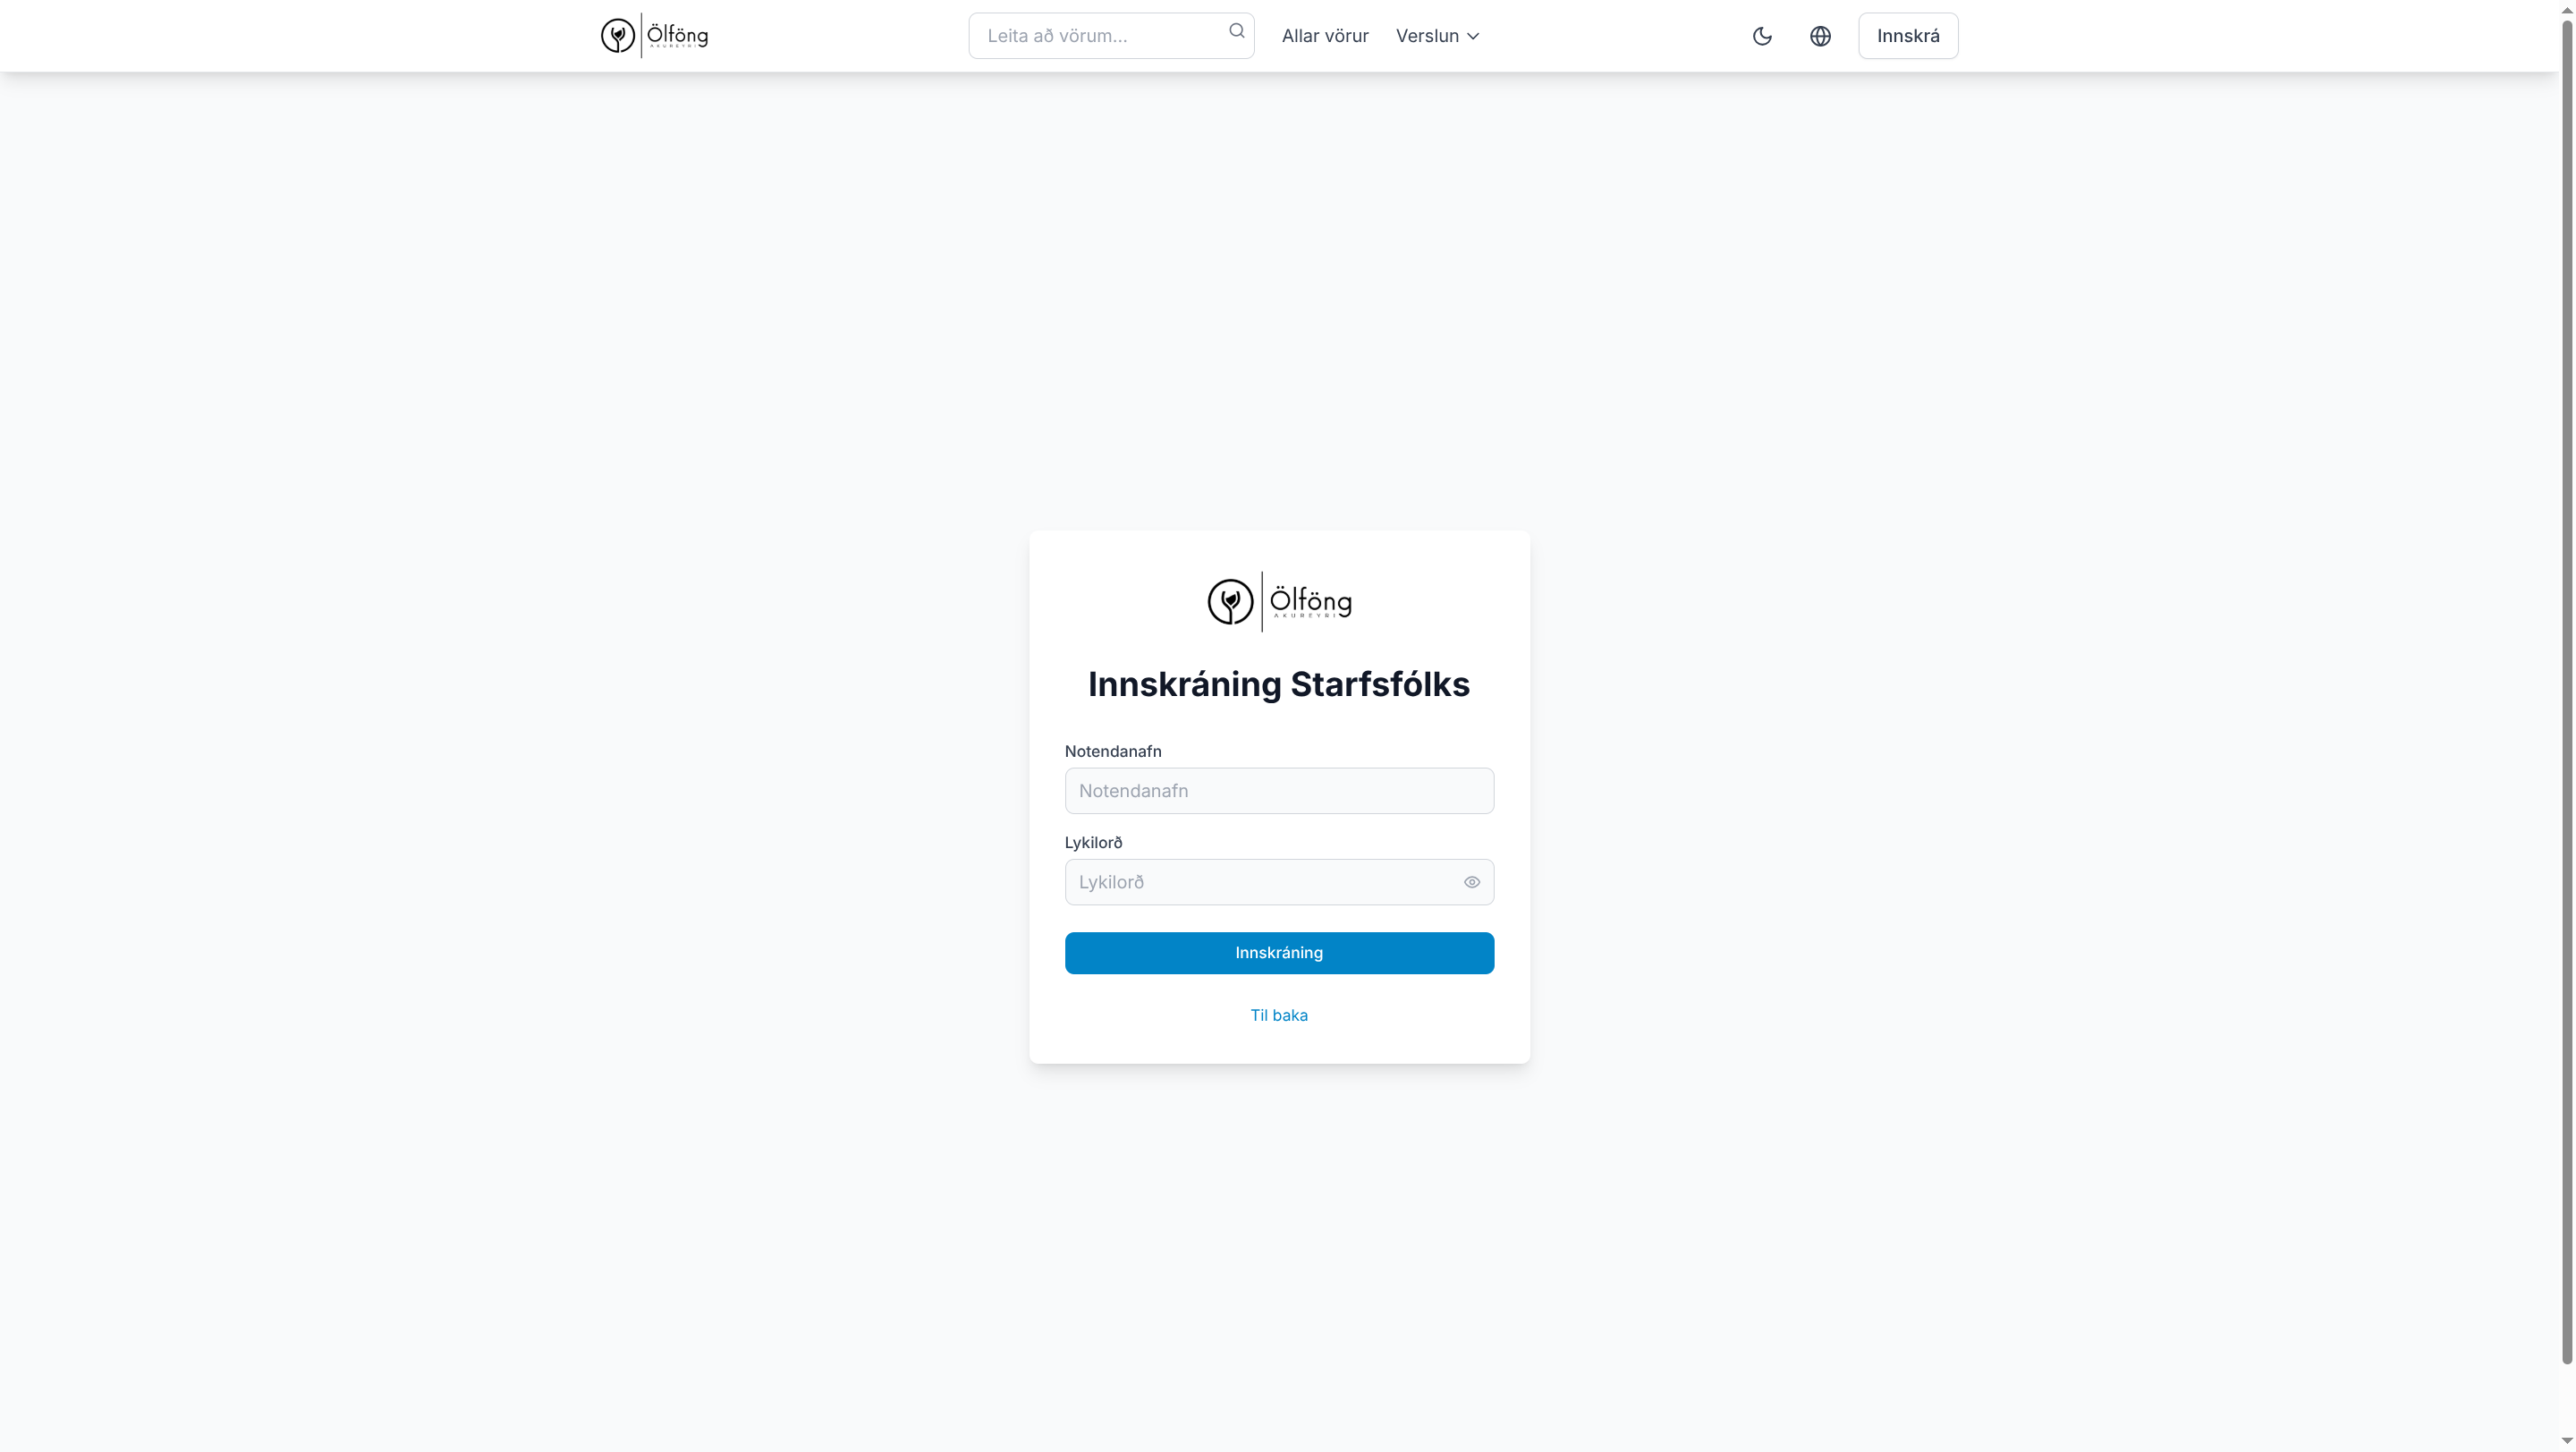 Ölföng
AKUREYRI
Leita að vörum...
Allar vörur
Verslun
Innskrá
Ölföng
AKUREYRI
Innskráning Starfsfólks
Notendanafn
Notendanafn
Lykilorð
Lykilorð
Innskráning
Til baka